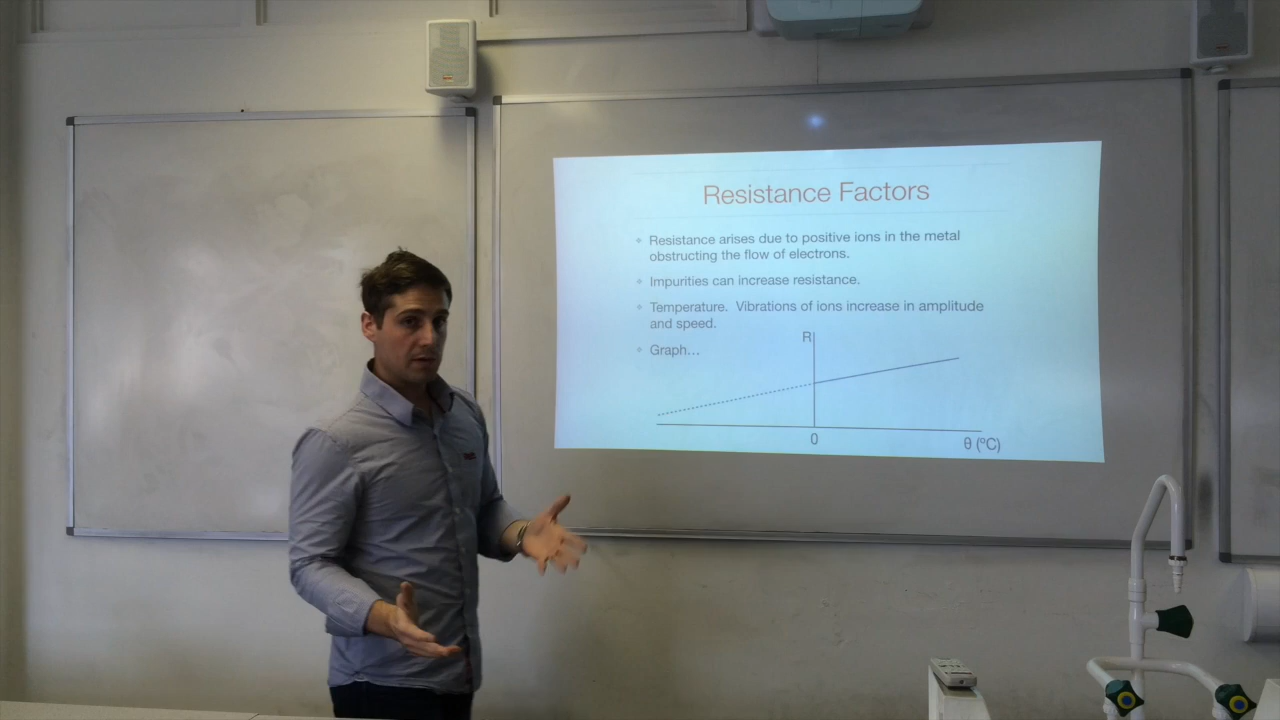 Resistance Factors
Resistance arises due to positive ions in the metal
obstructing the flow of electrons.
Impurities can increase resistance.
Temperature. Vibrations of ions increase in amplitude
and speed.
Graph...
R
0
θ (°C)